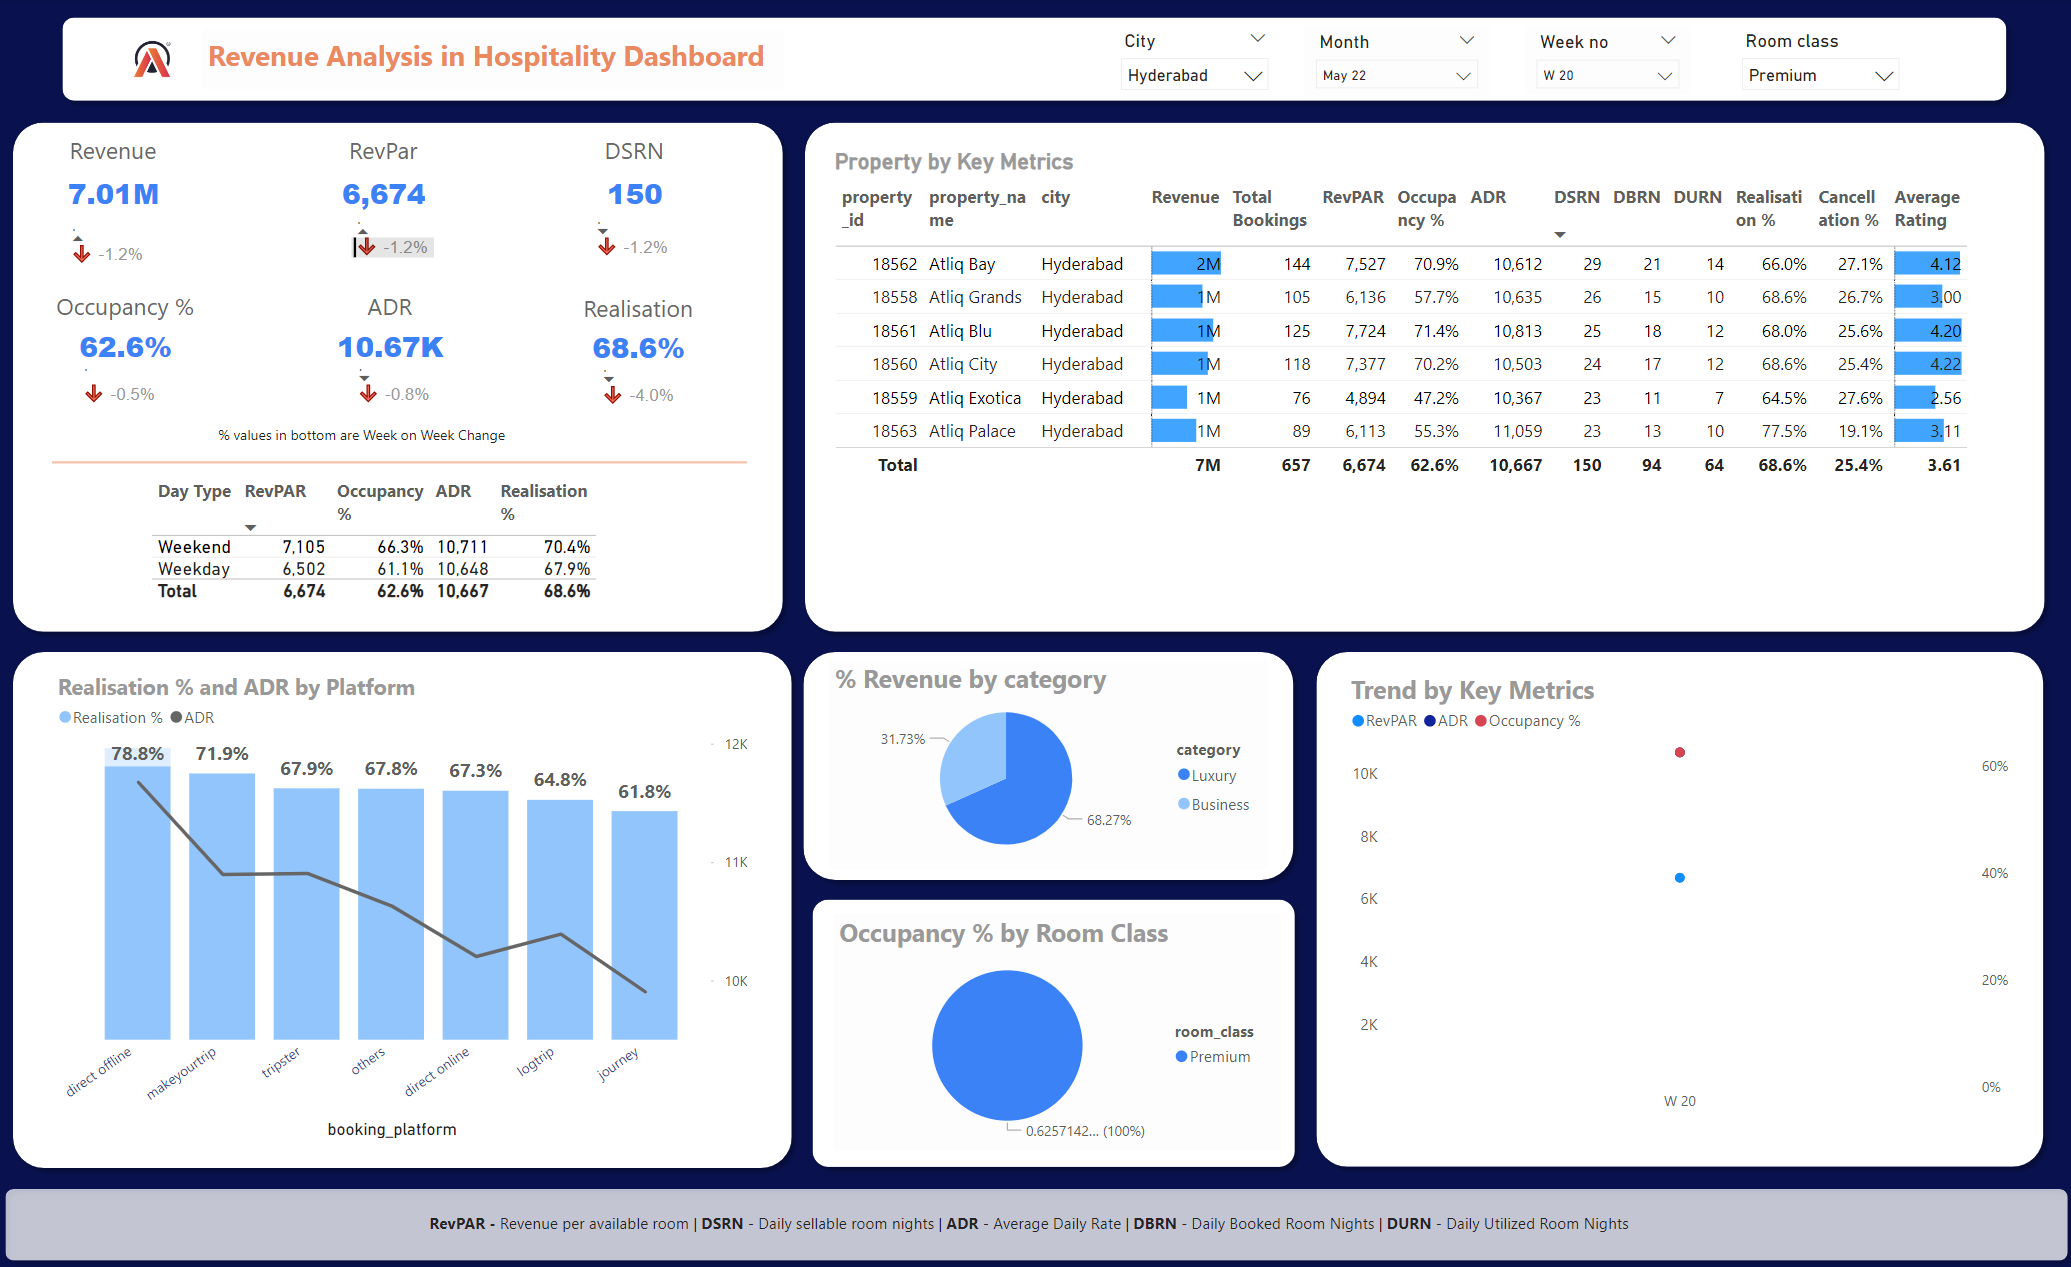 Revenue Analysis in Hospitality Dashboard
City
Hyderabad
Month
May 22
Week no
W 20
Room class
Premium
Revenue
7.01M
-1.2%
RevPar
6,674
-1.2%
DSRN
150
-1.2%
Occupancy %
62.6%
-0.5%
ADR
10.67K
-0.8%
Realisation
68.6%
-4.0%
% values in bottom are Week on Week Change
Day Type RevPAR Occupancy % ADR Realisation %
Weekend 7,105 66.3% 10,711 70.4%
Weekday 6,502 61.1% 10,648 67.9%
Total 6,674 62.6% 10,667 68.6%
Property by Key Metrics
property_id property_name city Revenue Total Bookings RevPAR Occupancy % ADR DSRN DBRN DURN Realisation % Cancellation % Average Rating
18562 Atliq Bay Hyderabad 2M 144 7,527 70.9% 10,612 29 21 14 66.0% 27.1% 4.12
18558 Atliq Grands Hyderabad 1M 105 6,136 57.7% 10,635 26 15 10 68.6% 26.7% 3.00
18561 Atliq Blu Hyderabad 1M 125 7,724 71.4% 10,813 25 18 12 68.0% 25.6% 4.20
18560 Atliq City Hyderabad 1M 118 7,377 70.2% 10,503 24 17 12 68.6% 25.4% 4.22
18559 Atliq Exotica Hyderabad 1M 76 4,894 47.2% 10,367 23 11 7 64.5% 27.6% 2.56
18563 Atliq Palace Hyderabad 1M 89 6,113 55.3% 11,059 23 13 10 77.5% 19.1% 3.11
Total 7M 657 6,674 62.6% 10,667 150 94 64 68.6% 25.4% 3.61
Realisation % and ADR by Platform
Realisation % ADR
78.8% 71.9% 67.9% 67.8% 67.3% 64.8% 61.8%
12K
11K
10K
direct offline makeyourtrip tripster others direct online logtrip journey
booking_platform
% Revenue by category
31.73%
68.27%
category
Luxury
Business
Occupancy % by Room Class
room_class
Premium
0.6257142... (100%)
Trend by Key Metrics
RevPAR ADR Occupancy %
10K
8K
6K
4K
2K
60%
40%
20%
0%
W 20
RevPAR - Revenue per available room | DSRN - Daily sellable room nights | ADR - Average Daily Rate | DBRN - Daily Booked Room Nights | DURN - Daily Utilized Room Nights